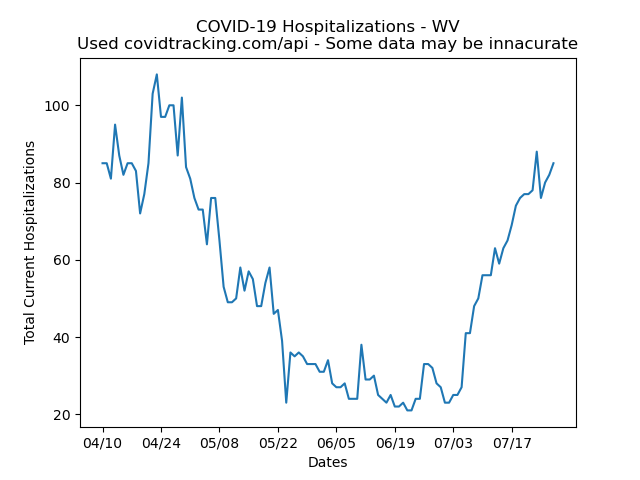 COVID-19 Hospitalizations - WV
Used covidtracking.com/api - Some data may be innacurate
Total Current Hospitalizations
100
80
60
40
20
04/10 04/24 05/08 05/22 06/05 06/19 07/03 07/17
Dates